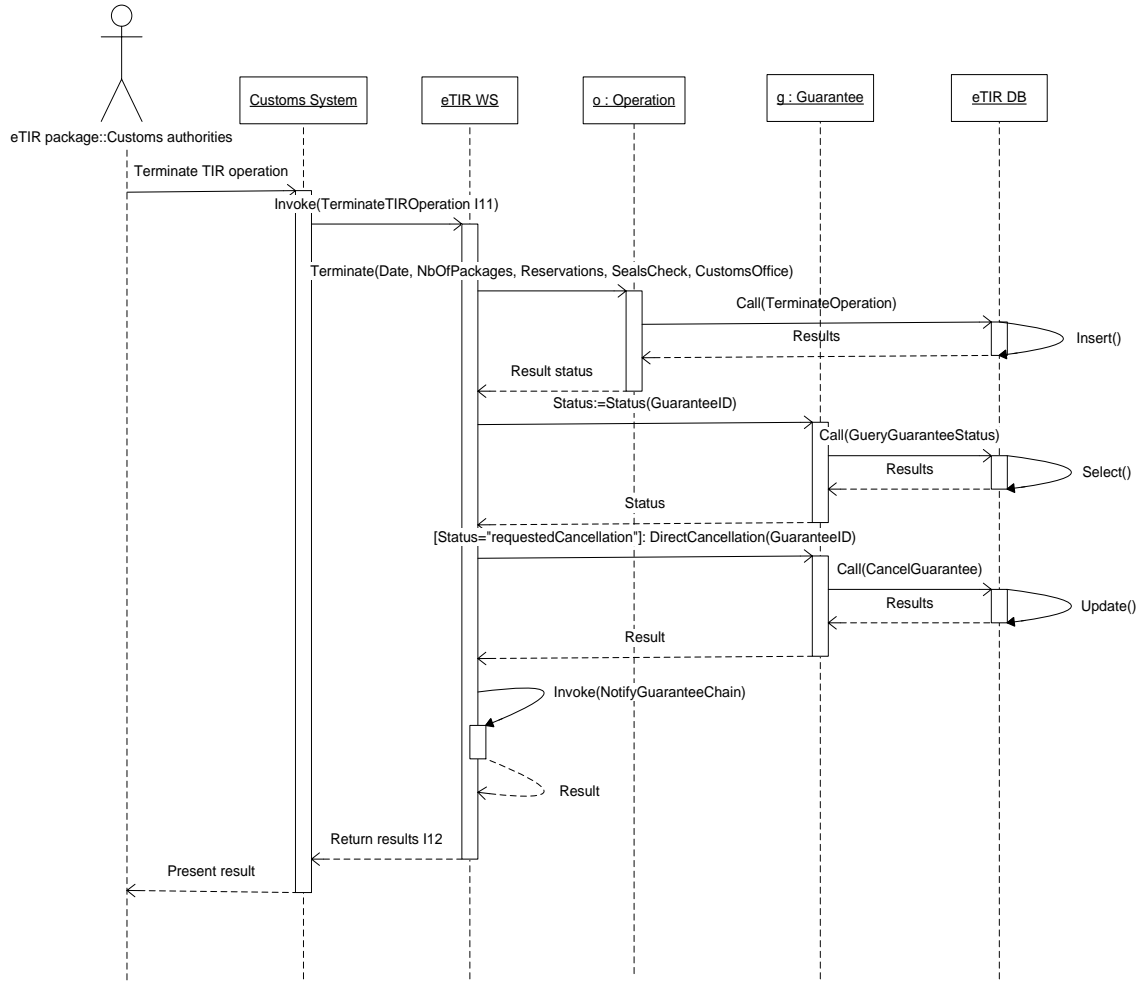 Customs System
eTIR WS
o : Operation
g : Guarantee
eTIR DB
eTIR package::Customs authorities
Terminate TIR operation
Invoke(TerminateTIROperation I11)
Terminate(Date, NbOfPackages, Reservations, SealsCheck, CustomsOffice)
Call(TerminateOperation)
Results
Insert()
Result status
Status:=Status(GuaranteeID)
Call(GueryGuaranteeStatus)
Results
Select()
Status
[Status="requestedCancellation"]: DirectCancellation(GuaranteeID)
Call(CancelGuarantee)
Results
Update()
Result
Invoke(NotifyGuaranteeChain)
Result
Return results I12
Present result